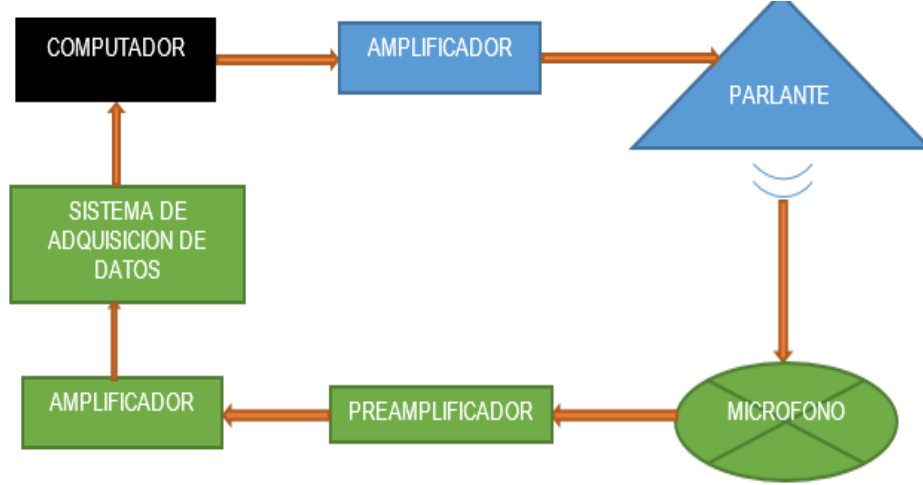 COMPUTADOR
AMPLIFICADOR
PARLANTE
SISTEMA DE
ADQUISICION DE
DATOS
AMPLIFICADOR
PREAMPLIFICADOR
MICROFONO